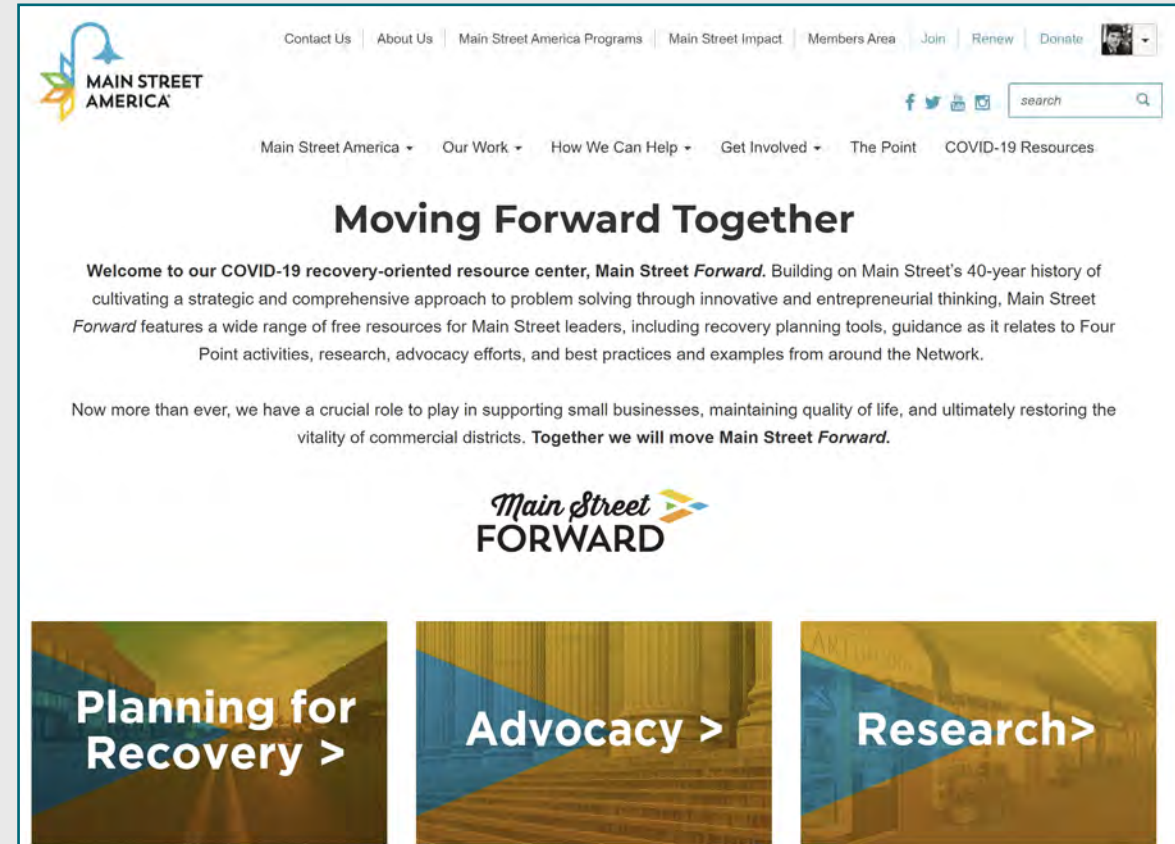 Contact Us
About Us
Main Street America Programs
Main Street Impact
Members Area
Join
Renew
Donate
MAIN STREET
AMERICA
search
Main Street America
Our Work
How We Can Help
Get Involved
The Point
COVID-19 Resources
Moving Forward Together
Welcome to our COVID-19 recovery-oriented resource center, Main Street Forward. Building on Main Street's 40-year history of
cultivating a strategic and comprehensive approach to problem solving through innovative and entrepreneurial thinking, Main Street
Forward features a wide range of free resources for Main Street leaders, including recovery planning tools, guidance as it relates to Four
Point activities, research, advocacy efforts, and best practices and examples from around the Network.
Now more than ever, we have a crucial role to play in supporting small businesses, maintaining quality of life, and ultimately restoring the
vitality of commercial districts. Together we will move Main Street Forward.
Main Street
FORWARD
Planning for
Recovery >
Advocacy >
Research>